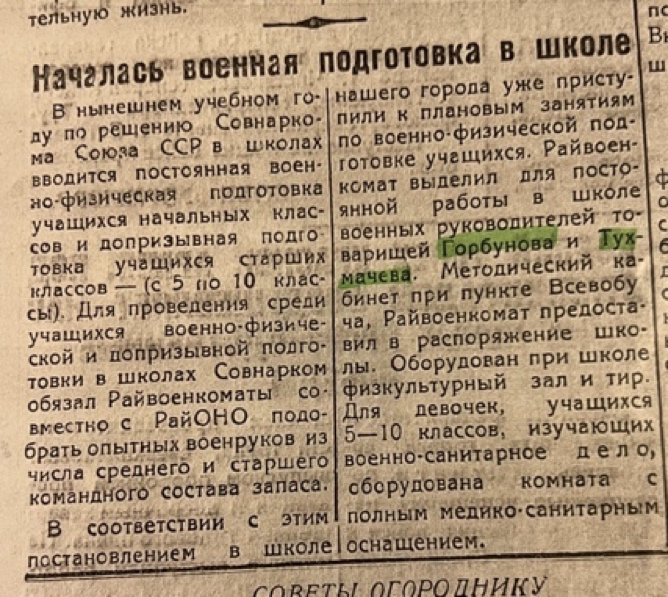 тельную жизнь.
Началась военная подготовка в школе
В нынешнем учебном го-
ду по решению Совнарко-
ма Союза ССР в школах
вводится постоянная воен-
но-физическая подготовка
учащихся начальных клас-
сов и допризывная подго-
товка учащихся старших
классов — (с 5 по 10 клас-
сы). Для проведения среди
учащихся военно-физиче-
ской и допризывной подго-
товки в школах Совнарком
обязал Райвоенкоматы со-
вместно с РайОНО подо-
брать опытных военруков из
числа среднего и старшего
командного состава запаса.
В соответствии с этим
постановлением в школе
нашего города уже присту-
пили к плановым занятиям
по военно-физической под-
готовке учащихся. Райвоен-
комат выделил для посто-
янной работы в школе
военных руководителей то-
варищей Горбунова и Тух-
мачева. Методический ка-
бинет при пункте Всевобу
ча, Райвоенкомат предоста-
вил в распоряжение шко-
лы. Оборудован при школе
физкультурный зал и тир.
Для девочек, учащихся
5—10 классов, изучающих
военно-санитарное дело,
оборудована комната с
полным медико-санитарным
оснащением.
СОВЕТЫ ОГОРОДНИКУ